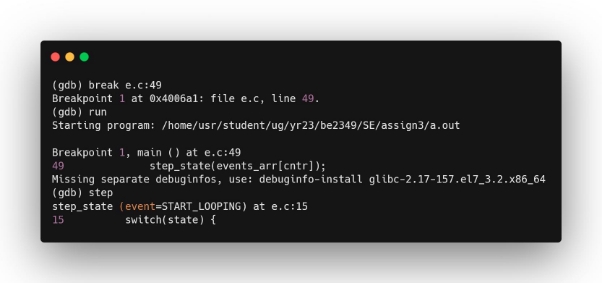 (gdb) break e.c:49
Breakpoint 1 at 0x4006a1: file e.c, line 49.
(gdb) run
Starting program: /home/usr/student/ug/yr23/be2349/SE/assign3/a.out
Breakpoint 1, main () at e.c:49
49 step_state(events_arr[cntr]);
Missing separate debuginfos, use: debuginfo-install glibc-2.17-157.el7_3.2.x86_64
(gdb) step
step_state (event=START_LOOPING) at e.c:15
15 switch(state) {